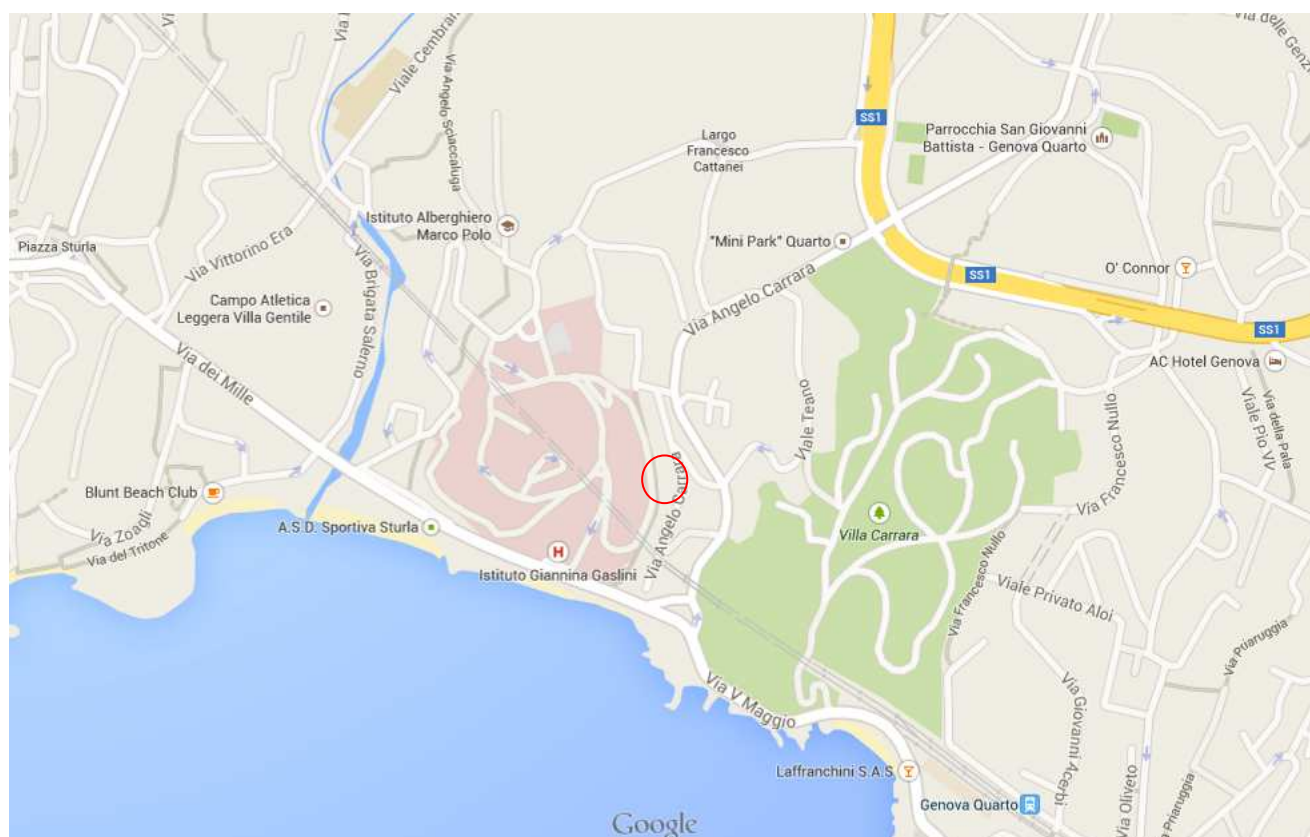 Via delle Genzi
Viale Cembran
Via Angelo Sciaccaluga
SS1
Parrocchia San Giovanni
Battista - Genova Quarto
Largo
Francesco
Cattanei
Istituto Alberghiero
Marco Polo
Piazza Sturla
Via Vittorino Era
Via Brigata Salerno
"Mini Park" Quarto
SS1
O' Connor
Via Angelo Carrara
Campo Atletica
Leggera Villa Gentile
SS1
Via dei Mille
AC Hotel Genova
Viale Teano
Via Francesco Nullo
Viale Pio VV
Via della Pala
Via Angelo Carrara
Blunt Beach Club
A.S.D. Sportiva Sturla
Via Zoagli
Via del Tritone
Villa Carrara
H
Istituto Giannina Gaslini
Via Francesco Nullo
Viale Privato Aloi
Via Priaruggia
Via V Maggio
Via Giovanni Acerbi
Laffranchini S.A.S
Genova Quarto
Via Oliveto
Via Priaruggia
Google